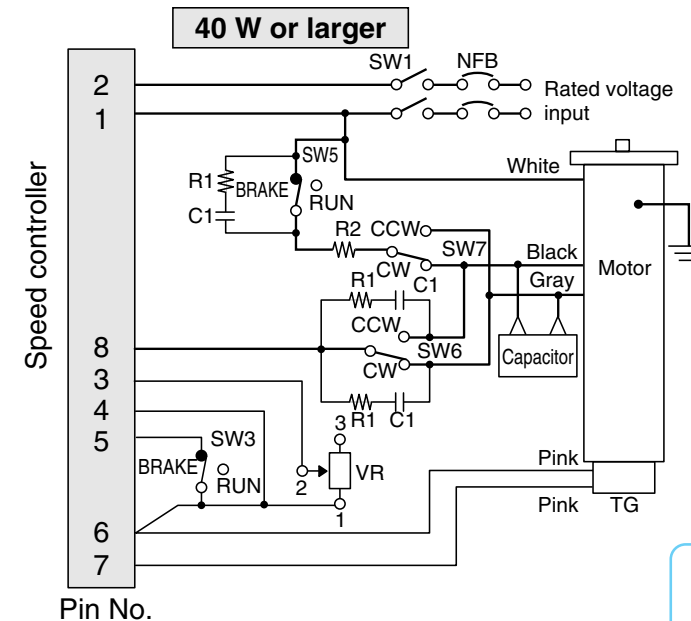 40 W or larger
SW1
NFB
2
Rated voltage
input
1
SW5
White
R1
BRAKE
RUN
C1
R2
CCW
SW7
Black
CW
C1
Gray
Motor
R1
CCW
SW6
Capacitor
8
CW
3
R1
C1
3
4
SW3
5
BRAKE
RUN
2
VR
Pink
1
6
Pink
TG
7
Speed controller
Pin No.